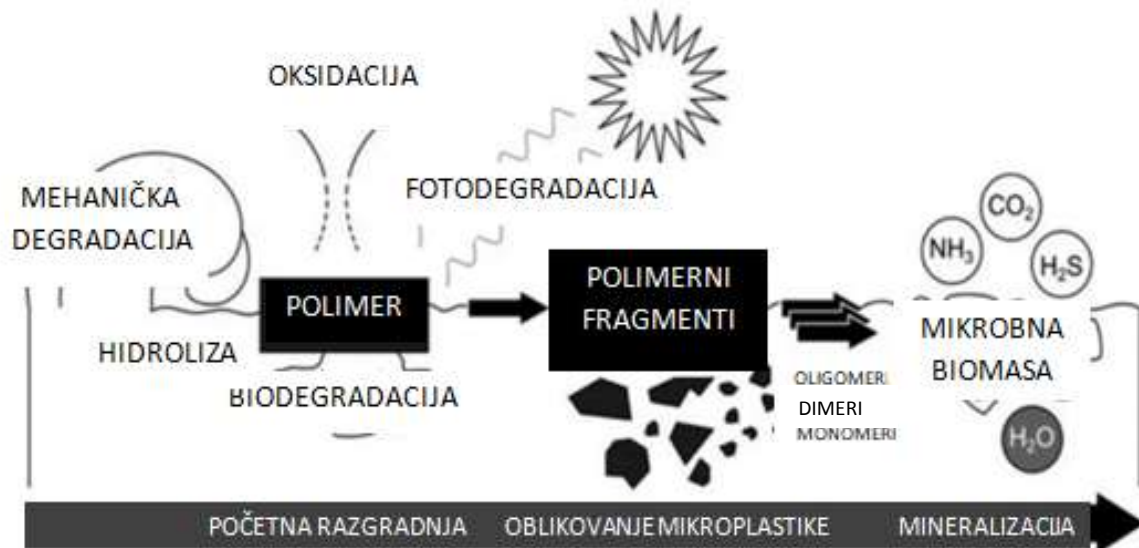 OKSIDACIJA
MEHANIČKA
DEGRADACIJA
FOTODEGRADACIJA
HIDROLIZA
POLIMER
BIODEGRADACIJA
POLIMERNI
FRAGMENTI
OLIGOMERI
DIMERI
MONOMERI
NH₃
CO₂
H₂S
MIKROBNA
BIOMASA
H₂O
POČETNA RAZGRADNJA OBLIKOVANJE MIKROPLASTIKE MINERALIZACIJA